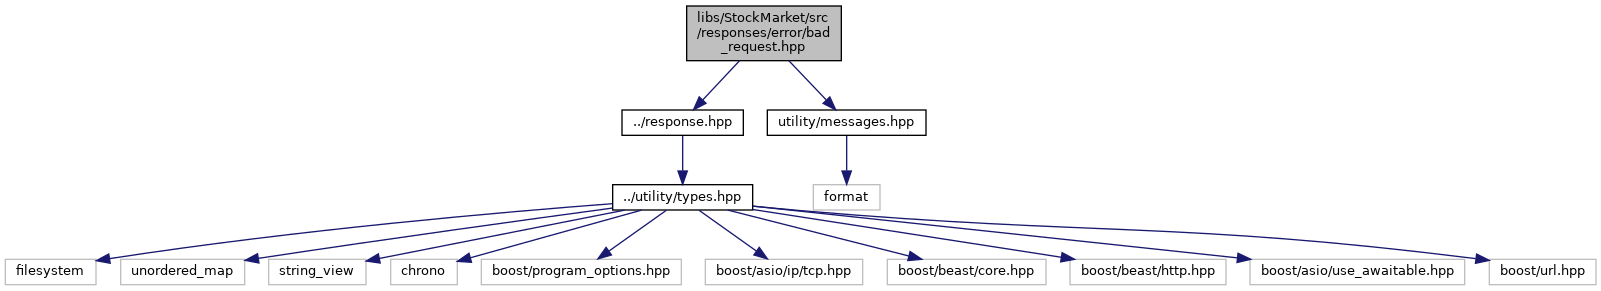 libs/StockMarket/src
/responses/error/bad
_request.hpp
../response.hpp
utility/messages.hpp
../utility/types.hpp
format
filesystem
unordered_map
string_view
chrono
boost/program_options.hpp
boost/asio/ip/tcp.hpp
boost/beast/core.hpp
boost/beast/http.hpp
boost/asio/use_awaitable.hpp
boost/url.hpp